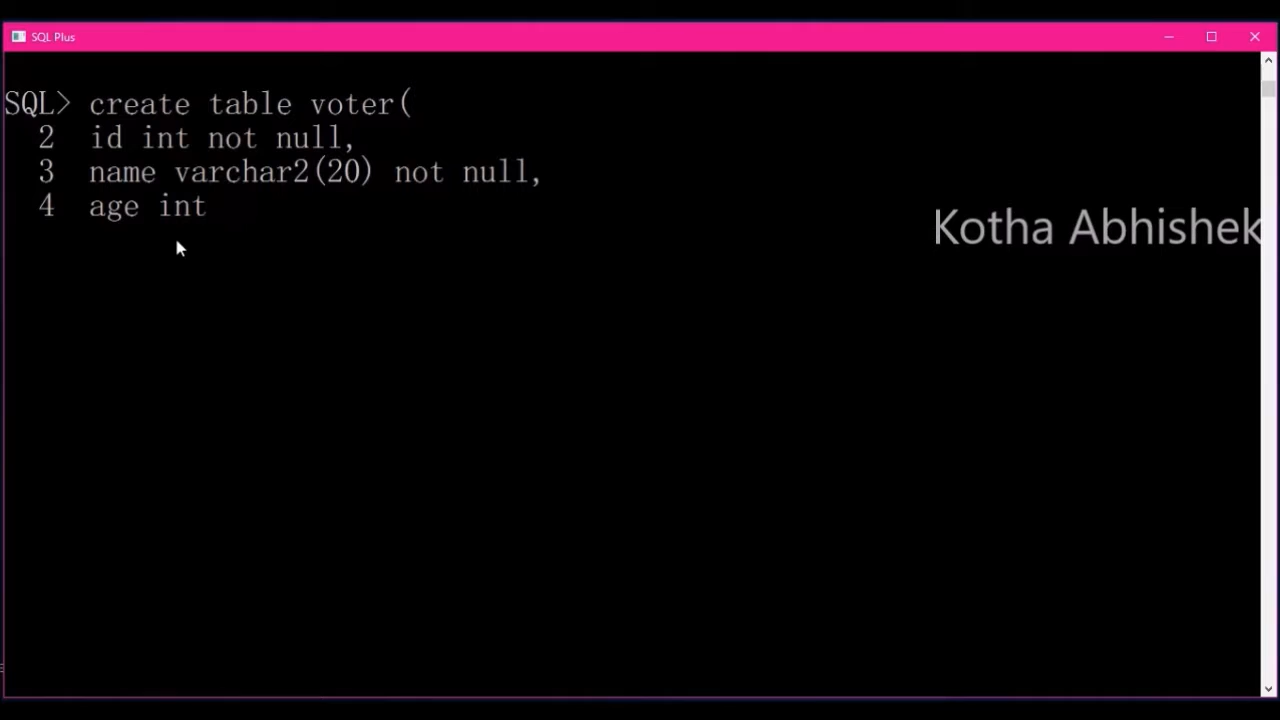 SQL Plus
SQL> create table voter(
2 id int not null,
3 name varchar2(20) not null,
4 age int
Kotha Abhishek